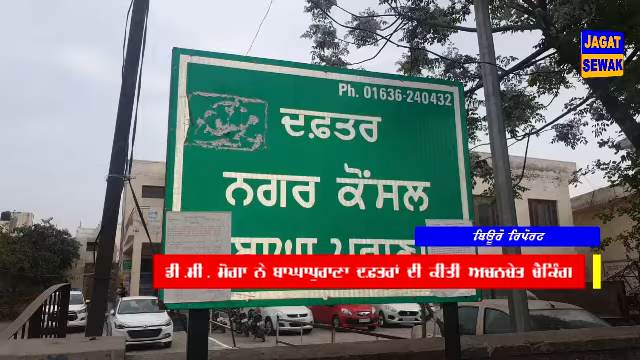 JAGAT
SEWAK
Ph. 01636-240432
ਦਫ਼ਤਰ
ਨਗਰ ਕੌਂਸਲ
ਬਾਘਾ ਪੁਰਾਣਾ
ਬਿਊਰੋ ਰਿਪੋਰਟ
ਡੀ.ਸੀ. ਮੋਗਾ ਨੇ ਬਾਘਾਪੁਰਾਣਾ ਦਫ਼ਤਰਾਂ ਦੀ ਕੀਤੀ ਅਚਨਚੇਤ ਚੈਕਿੰਗ